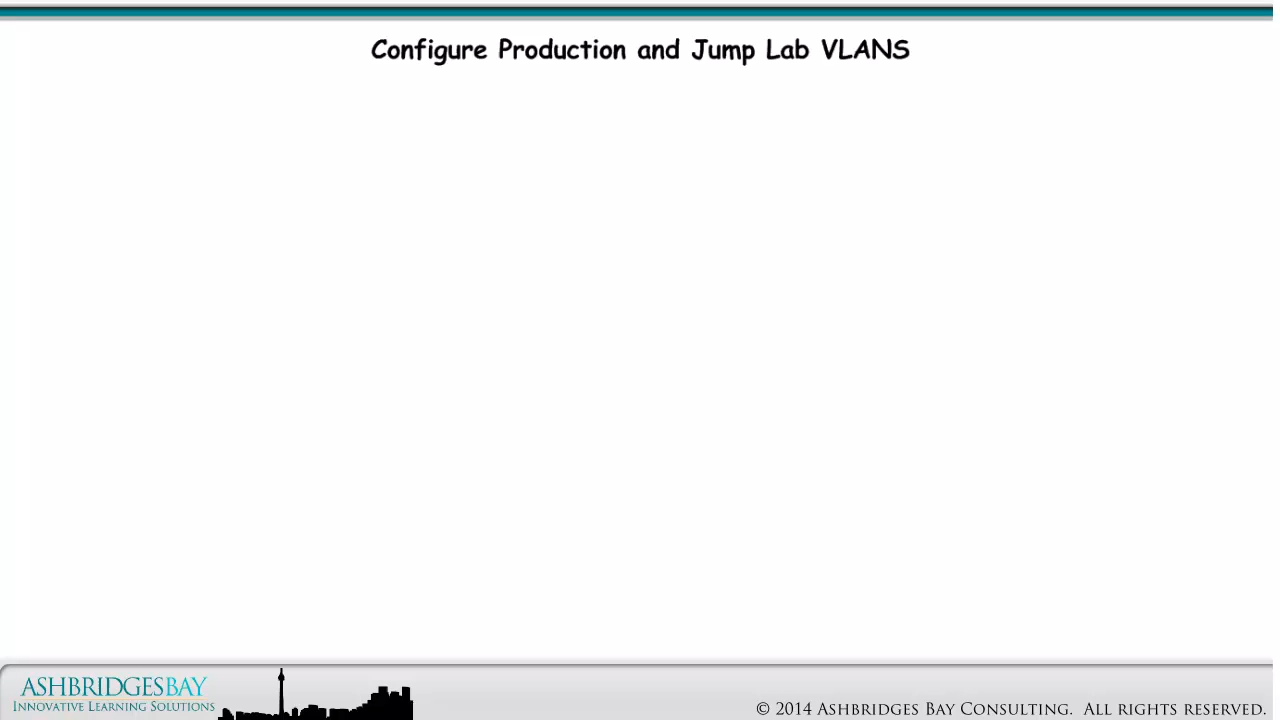 Configure Production and Jump Lab VLANS
ASHBRIDGESBAY
INNOVATIVE LEARNING SOLUTIONS
© 2014 ASHBRIDGES BAY CONSULTING. ALL RIGHTS RESERVED.